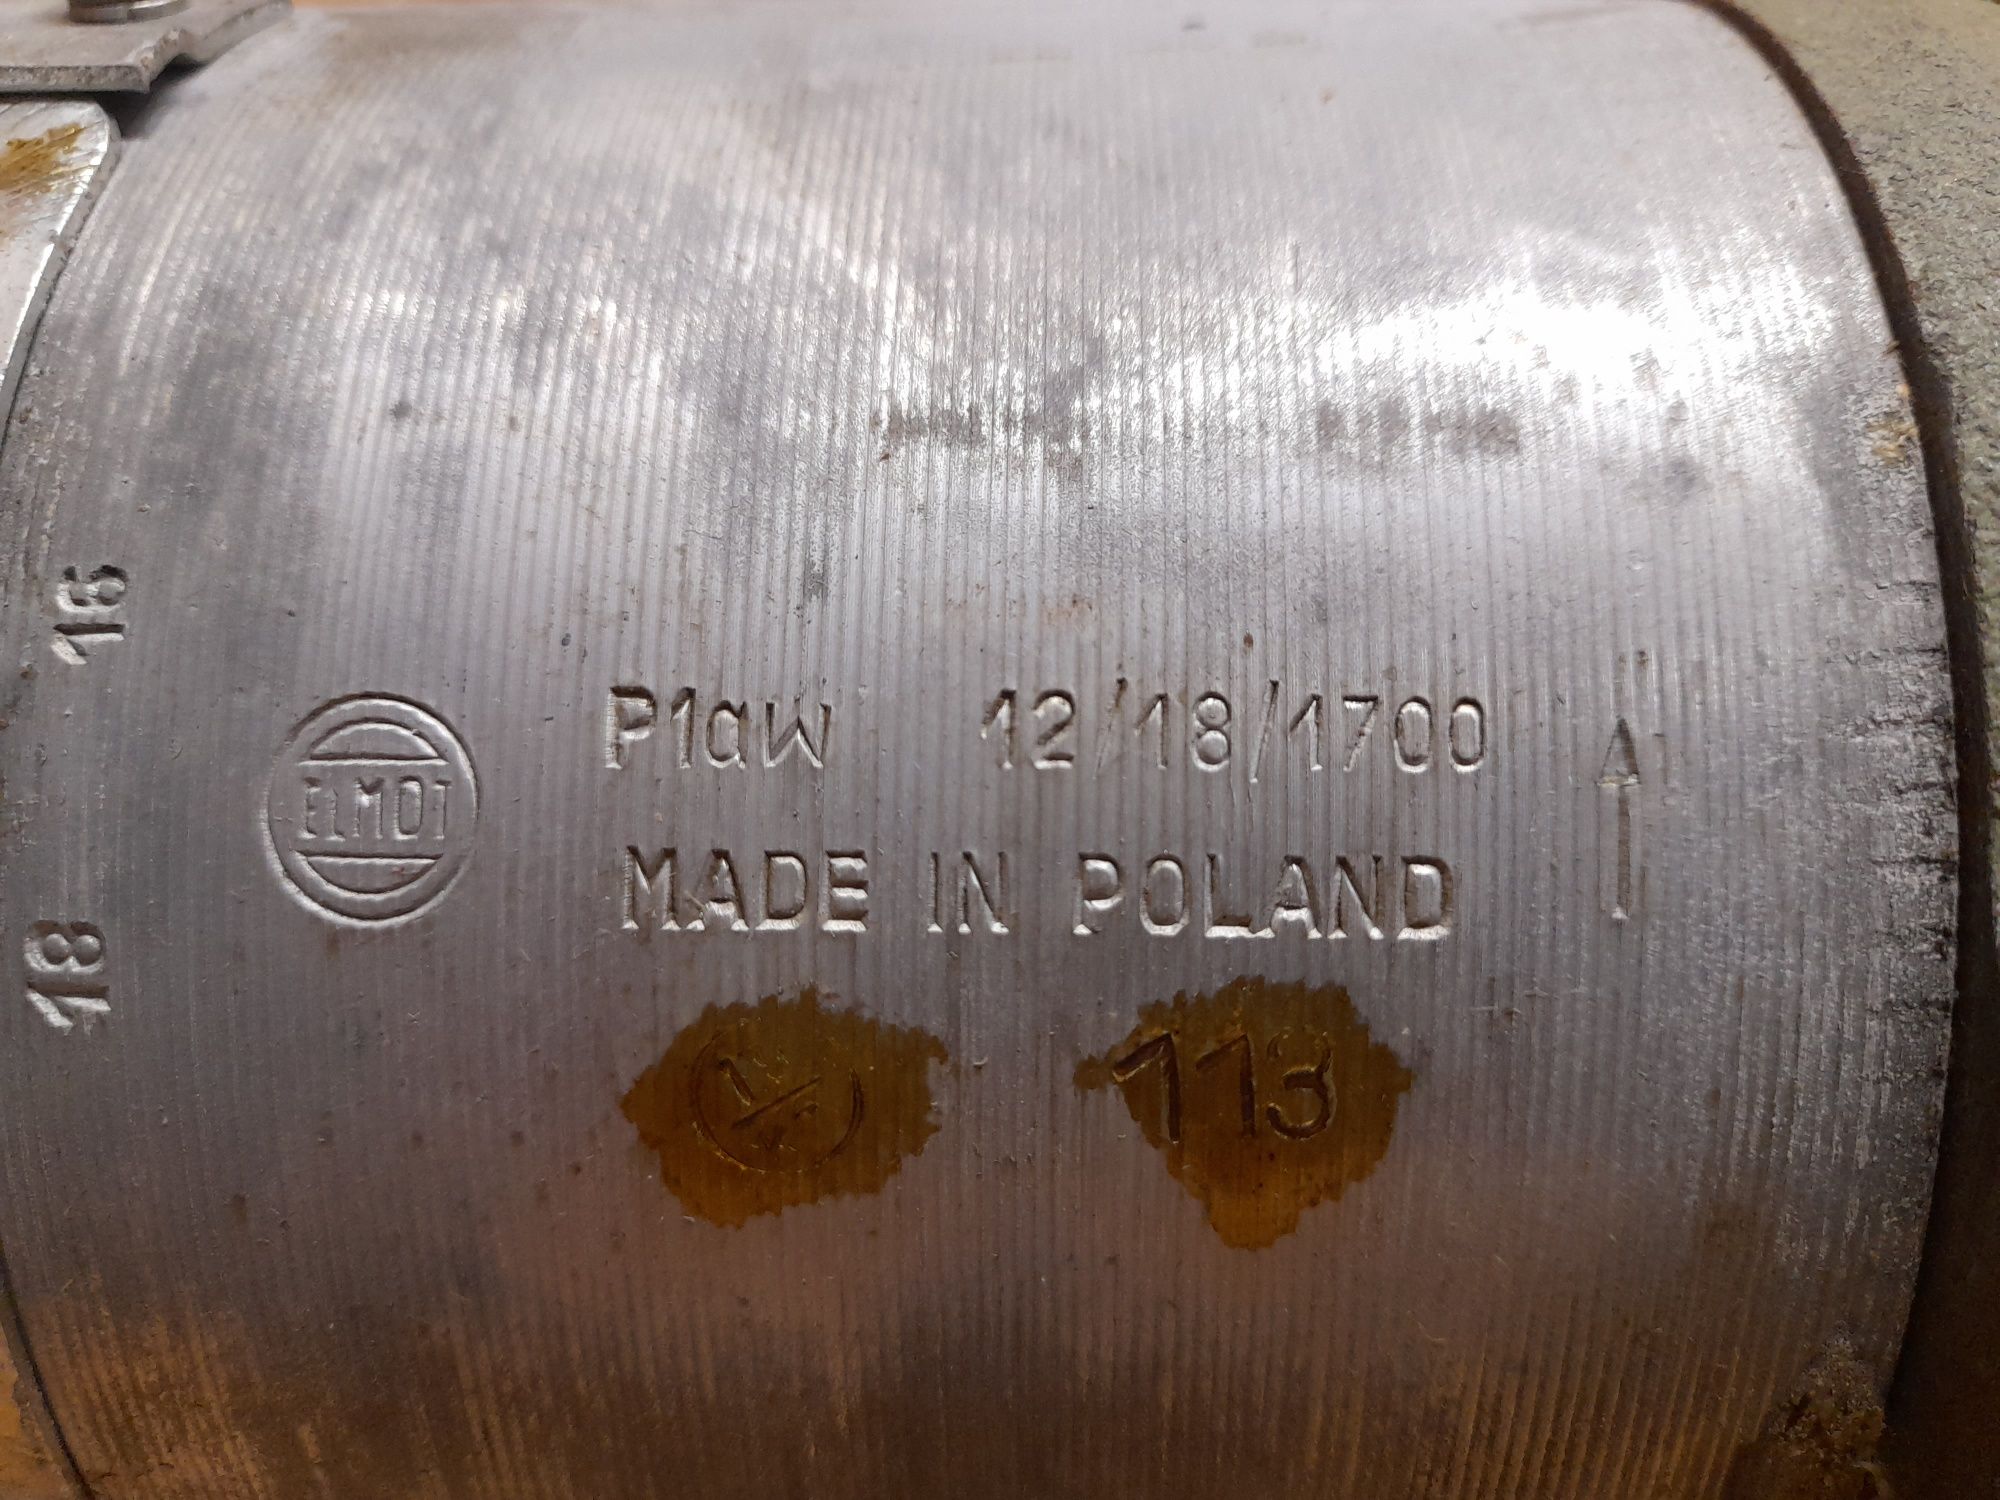 16
18
ELMOT
P1aw 12/18/1700
MADE IN POLAND
113